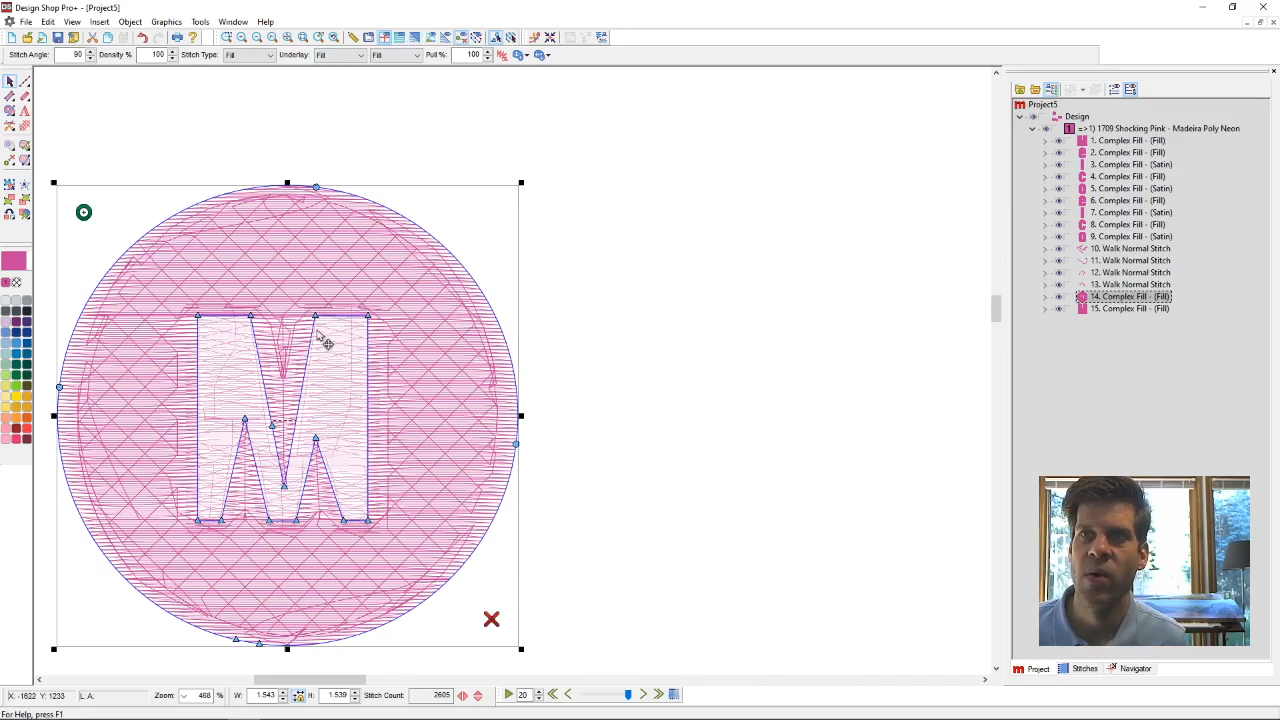 Design Shop Pro+ - [Project5]
File Edit View Insert Object Graphics Tools Window Help
Stitch Angle: 90 Density % 100 Stitch Type: Fill Underlay: Fill Fill Pull % 100
Project5
Design
=>1) 1709 Shocking Pink - Madeira Poly Neon
1. Complex Fill - (Fill)
2. Complex Fill - (Fill)
3. Complex Fill - (Satin)
4. Complex Fill - (Fill)
5. Complex Fill - (Satin)
6. Complex Fill - (Fill)
7. Complex Fill - (Satin)
8. Complex Fill - (Fill)
9. Complex Fill - (Satin)
10. Walk Normal Stitch
11. Walk Normal Stitch
12. Walk Normal Stitch
13. Walk Normal Stitch
14. Complex Fill - (Fill)
15. Complex Fill - (Fill)
M
Project Stitches Navigator
X: -1622 Y: 1233 L: A: Zoom: 468 % W: 1.543 H: 1.539 Stitch Count: 2605 20
For Help, press F1